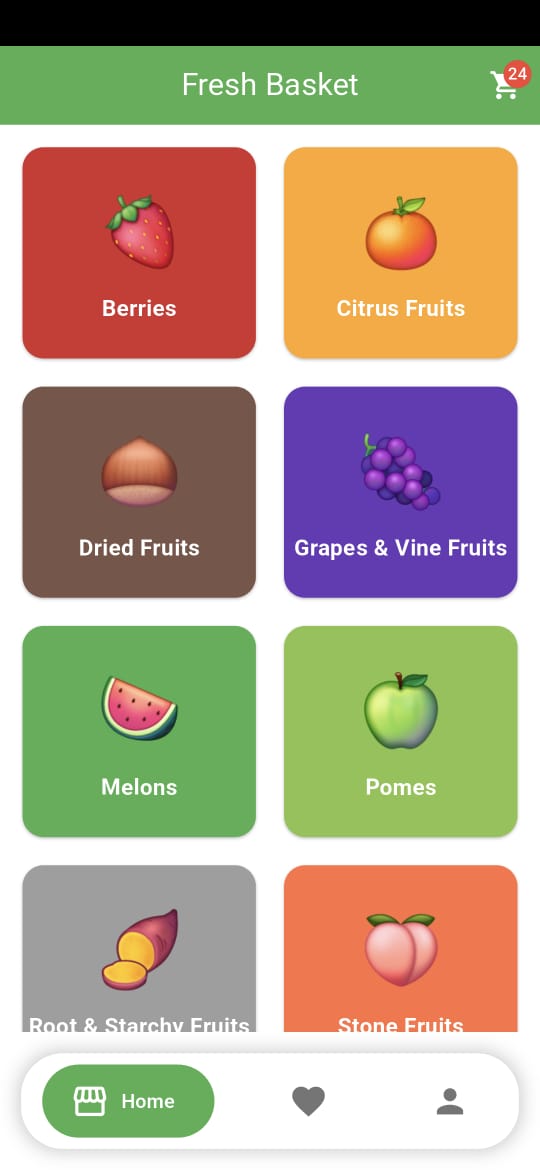 Fresh Basket
24
Berries
Citrus Fruits
Dried Fruits
Grapes & Vine Fruits
Melons
Pomes
Root & Starchy Fruits
Stone Fruits
Home